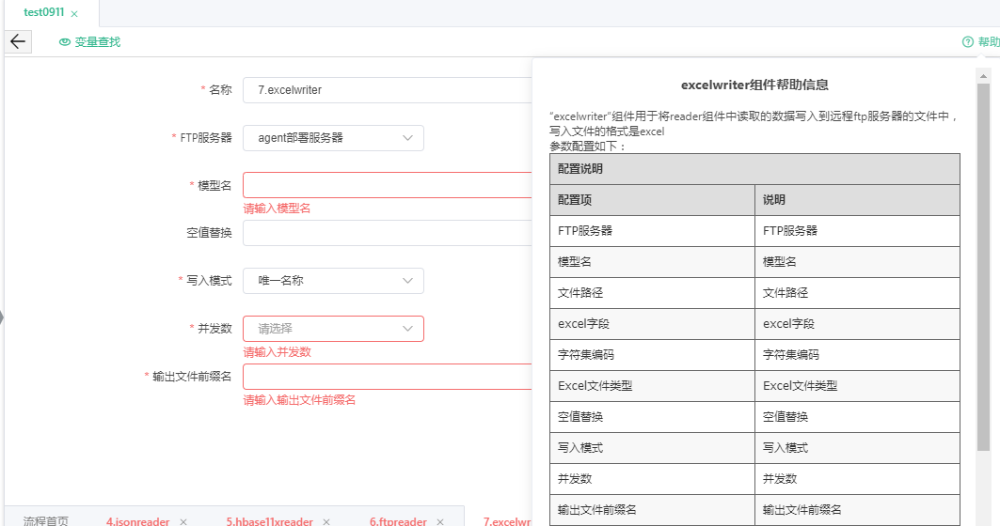 test0911 ×
变量查找
帮助
* 名称 7.excelwriter
* FTP服务器 agent部署服务器
* 模型名
请输入模型名
空值替换
* 写入模式 唯一名称
* 并发数 请选择
请输入并发数
* 输出文件前缀名
请输入输出文件前缀名
excelwriter组件帮助信息
“excelwriter”组件用于将reader组件中读取的数据写入到远程ftp服务器的文件中，
写入文件的格式是excel
参数配置如下：
配置说明
配置项 说明
FTP服务器 FTP服务器
模型名 模型名
文件路径 文件路径
excel字段 excel字段
字符集编码 字符集编码
Excel文件类型 Excel文件类型
空值替换 空值替换
写入模式 写入模式
并发数 并发数
输出文件前缀名 输出文件前缀名
流程首页 4.jsonreader × 5.hbase11xreader × 6.ftpreader × 7.excelwr